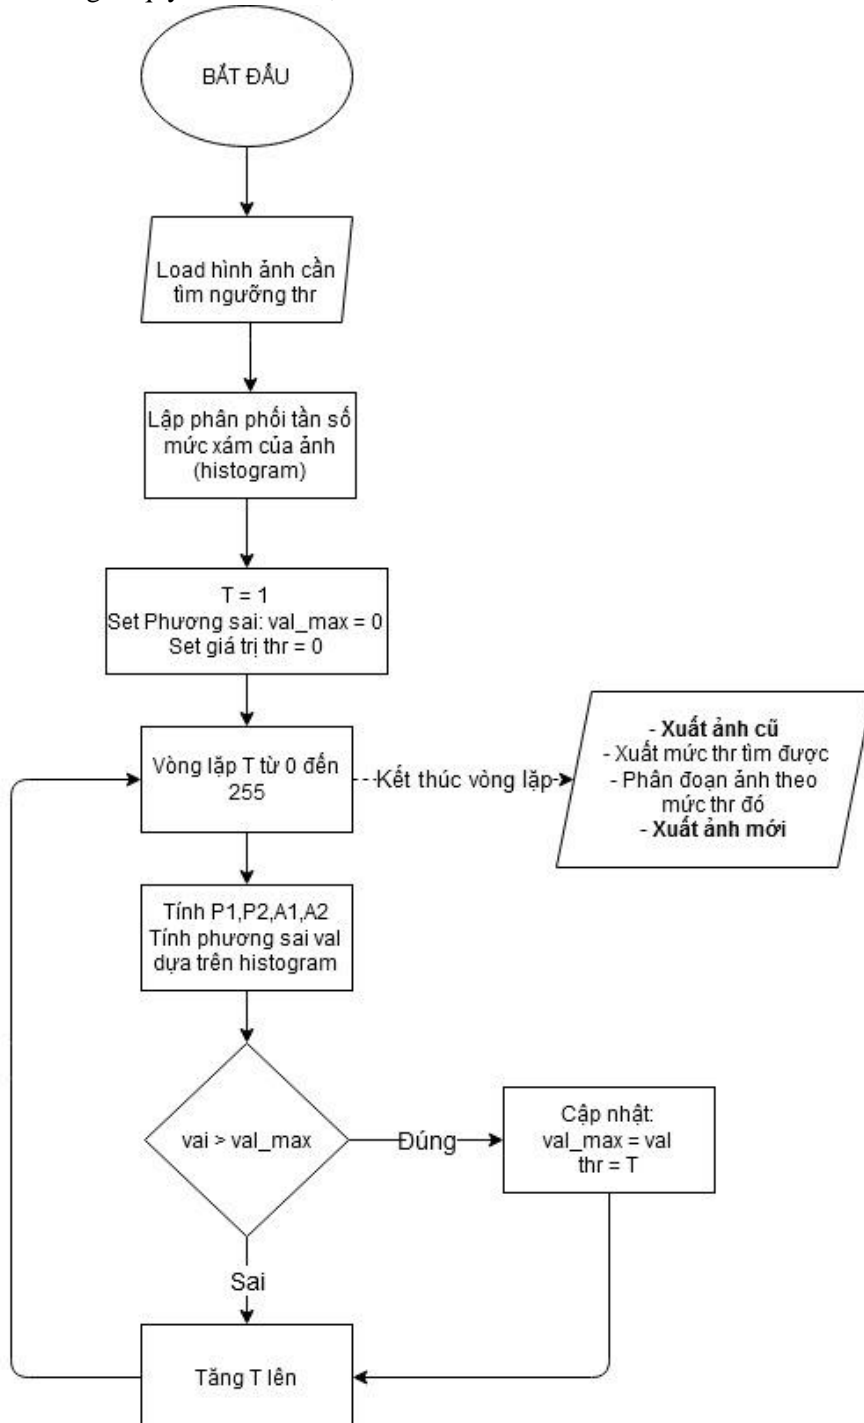 BẮT ĐẦU
Load hình ảnh cần
tìm ngưỡng thr
Lập phân phối tần số
mức xám của ảnh
(histogram)
T = 1
Set Phương sai: val_max = 0
Set giá trị thr = 0
Vòng lặp T từ 0 đến
255
Kết thúc vòng lặp
- Xuất ảnh cũ
- Xuất mức thr tìm được
- Phân đoạn ảnh theo
mức thr đó
- Xuất ảnh mới
Tính P1,P2,A1,A2
Tính phương sai val
dựa trên histogram
vai > val_max
Đúng
Cập nhật:
val_max = val
thr = T
Sai
Tăng T lên